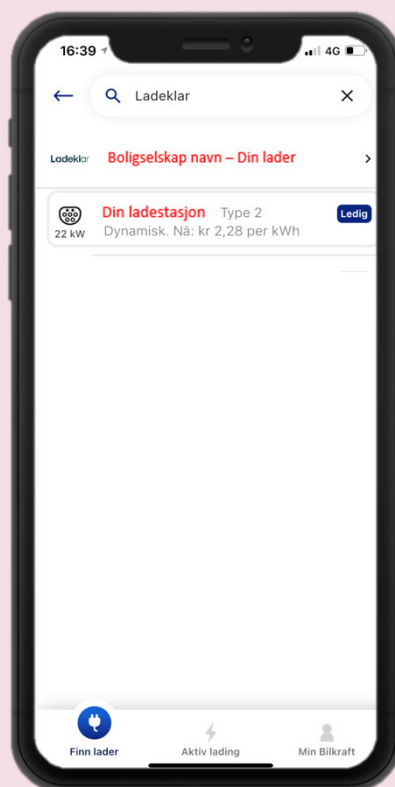 16:39
4G
Ladeklar
Ladeklar
Boligselskap navn – Din lader
Din ladestasjon Type 2
Ledig
22 kW
Dynamisk. Nå: kr 2,28 per kWh
Finn lader
Aktiv lading
Min Bilkraft